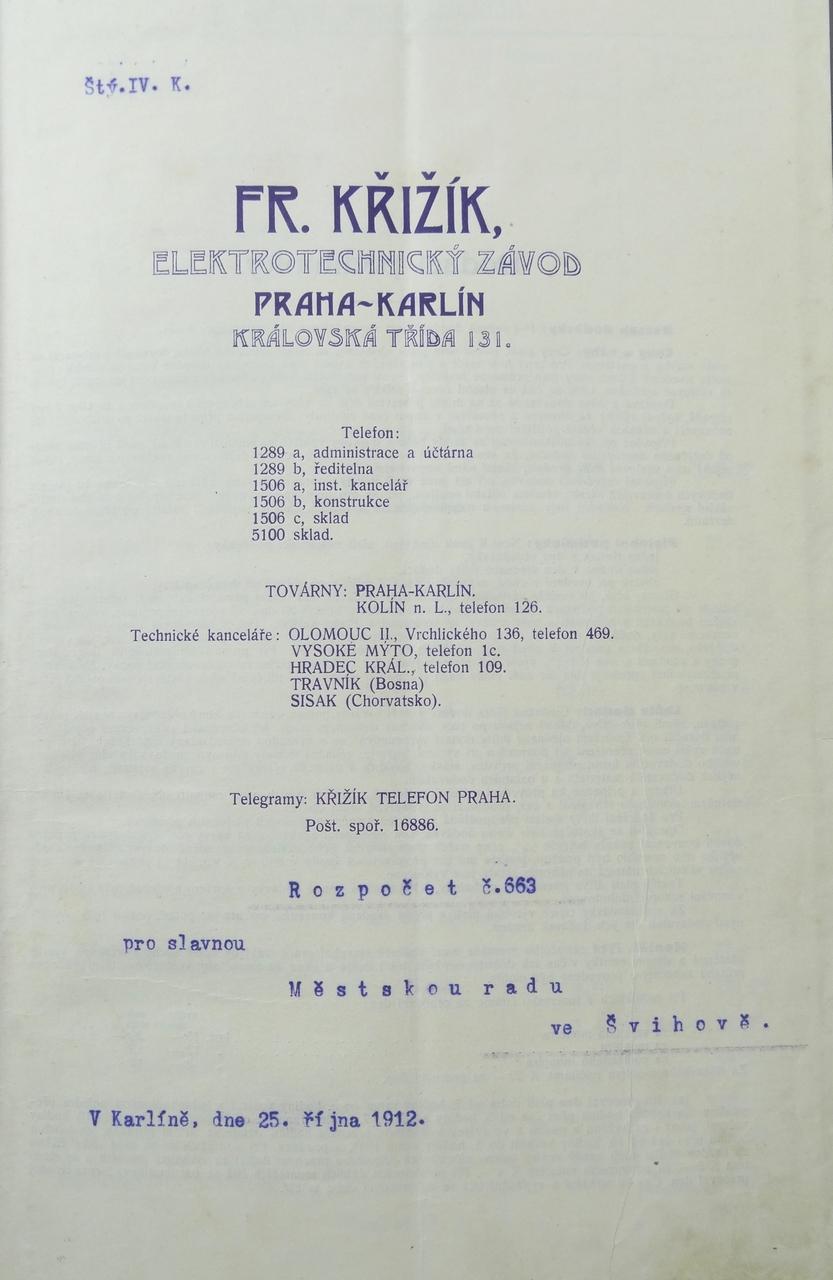 Štý.IV. K.
FR. KŘIŽÍK,
ELEKTROTECHNICKÝ ZÁVOD
PRAHA~KARLÍN
KRÁLOVSKÁ TŘÍDA 131.
Telefon:
1289 a, administrace a účtárna
1289 b, ředitelna
1506 a, inst. kancelář
1506 b, konstrukce
1506 c, sklad
5100 sklad.
TOVÁRNY: PRAHA-KARLÍN.
KOLÍN n. L., telefon 126.
Technické kanceláře: OLOMOUC II., Vrchlického 136, telefon 469.
VYSOKÉ MÝTO, telefon 1c.
HRADEC KRÁL., telefon 109.
TRAVNÍK (Bosna)
SISAK (Chorvatsko).
Telegramy: KŘIŽÍK TELEFON PRAHA.
Pošt. spoř. 16886.
Rozpočet č.663
pro slavnou
Městskou radu
ve Švihově.
V Karlíně, dne 25. října 1912.